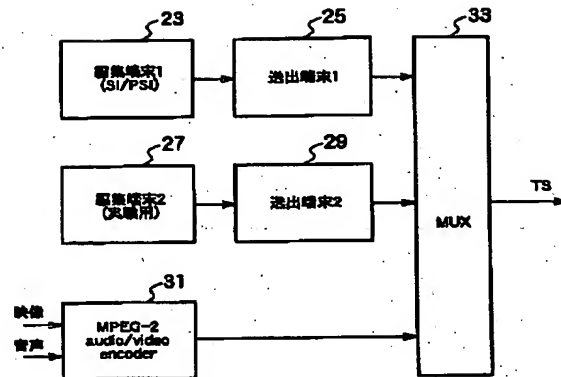 23
25
33
編集端末1
(SI/PSI)
送出端末1
27
29
編集端末2
(実験用)
送出端末2
MUX
TS
31
映像
音声
MPEG-2
audio/video
encoder